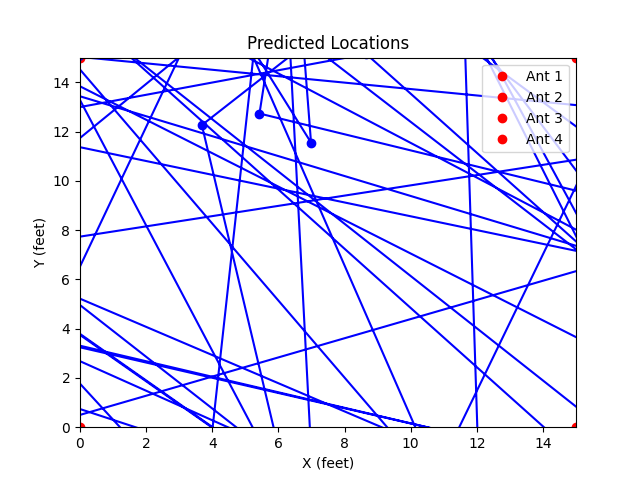 Predicted Locations
Ant 1
Ant 2
Ant 3
Ant 4
14
12
10
8
6
4
2
0
Y (feet)
0 2 4 6 8 10 12 14
X (feet)